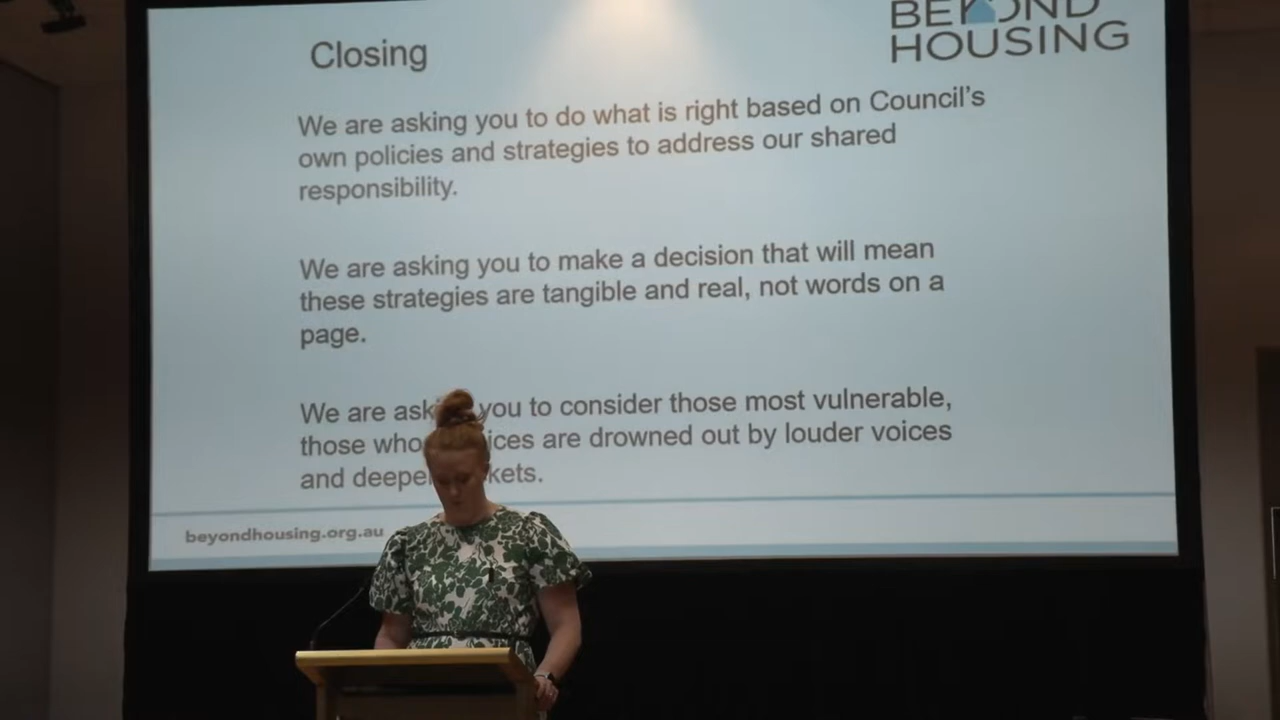 BEYOND
HOUSING
Closing
We are asking you to do what is right based on Council's
own policies and strategies to address our shared
responsibility.
We are asking you to make a decision that will mean
these strategies are tangible and real, not words on a
page.
We are asking you to consider those most vulnerable,
those who ices are drowned out by louder voices
and deeper kets.
beyondhousing.org.au